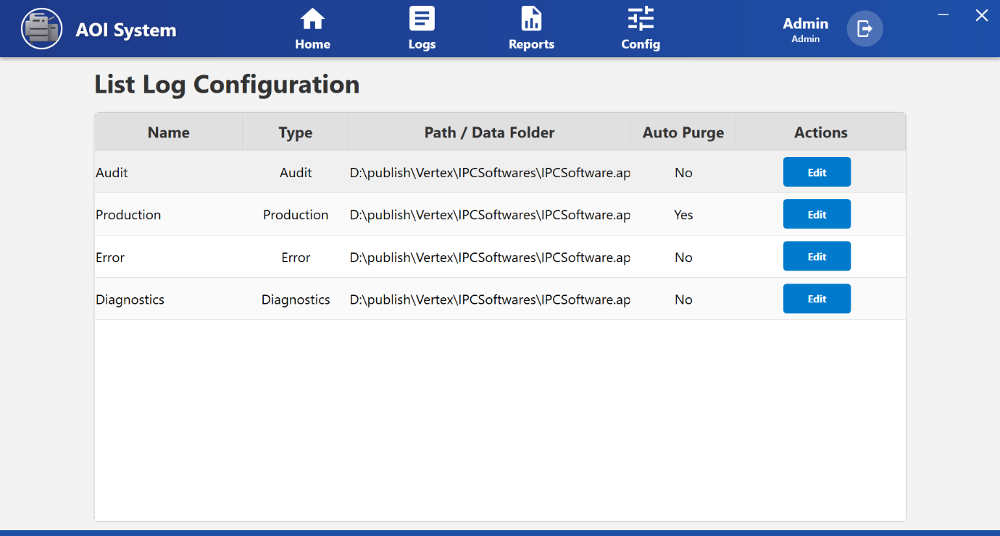 AOI System
Home
Logs
Reports
Config
Admin
Admin
List Log Configuration
Name Type Path / Data Folder Auto Purge Actions
Audit Audit D:\publish\Vertex\IPCSoftwares\IPCSoftware.ap No Edit
Production Production D:\publish\Vertex\IPCSoftwares\IPCSoftware.ap Yes Edit
Error Error D:\publish\Vertex\IPCSoftwares\IPCSoftware.ap No Edit
Diagnostics Diagnostics D:\publish\Vertex\IPCSoftwares\IPCSoftware.ap No Edit